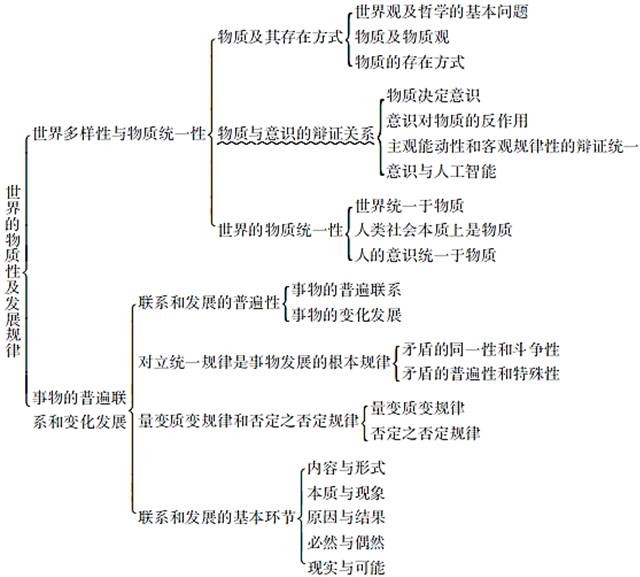 世界的物质性及发展规律
世界多样性与物质统一性
物质及其存在方式
世界观及哲学的基本问题
物质及物质观
物质的存在方式
物质与意识的辩证关系
物质决定意识
意识对物质的反作用
主观能动性和客观规律性的辩证统一
意识与人工智能
世界的物质统一性
世界统一于物质
人类社会本质上是物质
人的意识统一于物质
事物的普遍联
系和变化发展
联系和发展的普遍性
事物的普遍联系
事物的变化发展
对立统一规律是事物发展的根本规律
矛盾的同一性和斗争性
矛盾的普遍性和特殊性
量变质变规律和否定之否定规律
量变质变规律
否定之否定规律
联系和发展的基本环节
内容与形式
本质与现象
原因与结果
必然与偶然
现实与可能